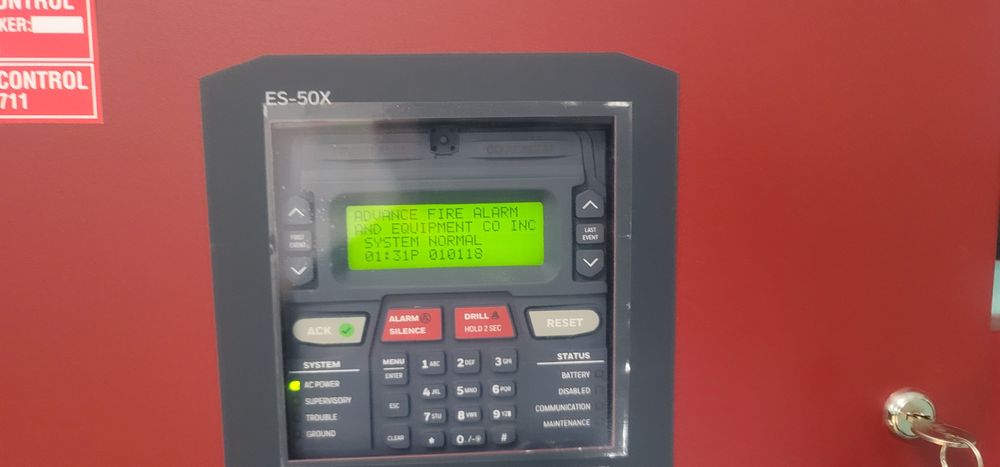 KER:
CONTROL
711
ES-50X
ADVANCE FIRE ALARM
AND EQUIPMENT CO INC
SYSTEM NORMAL
01:31P 010118
FIRST
EVENT
LAST
EVENT
ACK
ALARM
SILENCE
DRILL
HOLD 2 SEC
RESET
SYSTEM
AC POWER
SUPERVISORY
TROUBLE
GROUND
MENU
ENTER
ESC
CLEAR
1 ABC 2 DEF 3 GHI
4 JKL 5 MNO 6 PQR
7 STU 8 VWX 9 YZ
* 0 #
STATUS
BATTERY
DISABLED
COMMUNICATION
MAINTENANCE